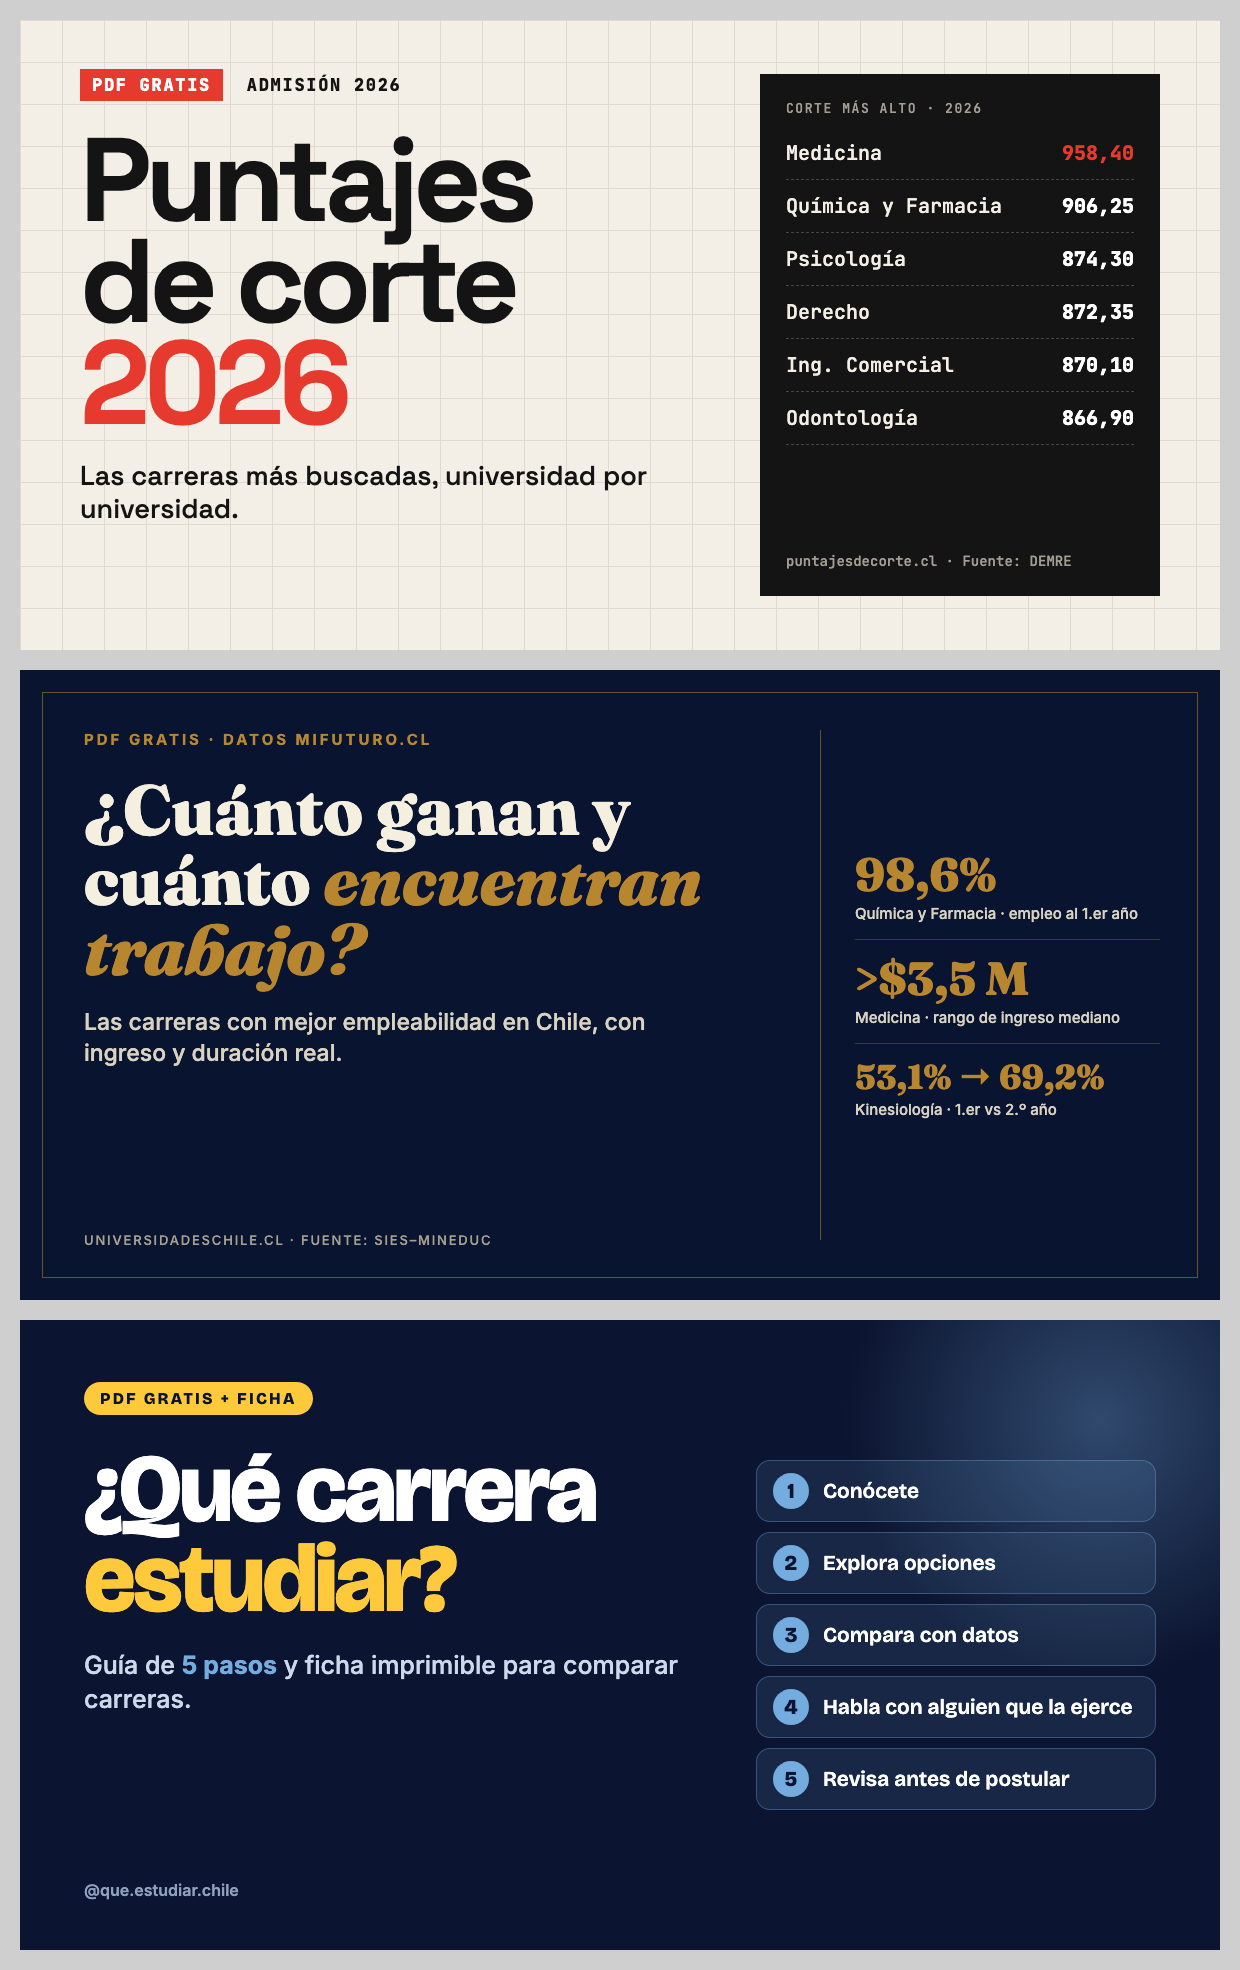 PDF GRATIS ADMISIÓN 2026
Puntajes
de corte
2026
Las carreras más buscadas, universidad por
universidad.
CORTE MÁS ALTO · 2026
Medicina 958,40
Química y Farmacia 906,25
Psicología 874,30
Derecho 872,35
Ing. Comercial 870,10
Odontología 866,90
puntajesdecorte.cl · Fuente: DEMRE
PDF GRATIS · DATOS MIFUTURO.CL
¿Cuánto ganan y
cuánto encuentran
trabajo?
Las carreras con mejor empleabilidad en Chile, con
ingreso y duración real.
UNIVERSIDADESCHILE.CL · FUENTE: SIES–MINEDUC
98,6%
Química y Farmacia · empleo al 1.er año
>$3,5 M
Medicina · rango de ingreso mediano
53,1% → 69,2%
Kinesiología · 1.er vs 2.º año
PDF GRATIS + FICHA
¿Qué carrera
estudiar?
Guía de 5 pasos y ficha imprimible para comparar
carreras.
1 Conócete
2 Explora opciones
3 Compara con datos
4 Habla con alguien que la ejerce
5 Revisa antes de postular
@que.estudiar.chile